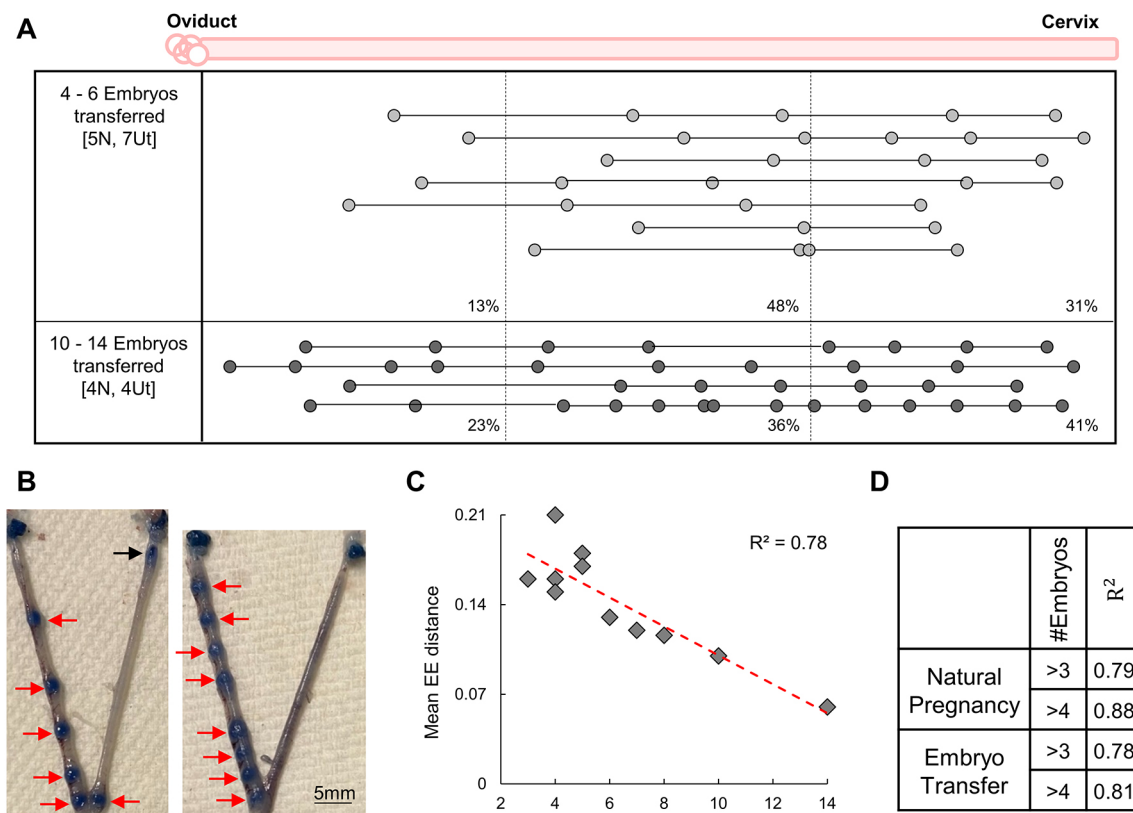 A
Oviduct
Cervix
4 - 6 Embryos
transferred
[5N, 7Ut]
13%
48%
31%
10 - 14 Embryos
transferred
[4N, 4Ut]
23%
36%
41%
B
5mm
C
Mean EE distance
0.21
0.14
0.07
0
R² = 0.78
2
4
6
8
10
12
14
D
#Embryos
R²
Natural
Pregnancy
>3
0.79
>4
0.88
Embryo
Transfer
>3
0.78
>4
0.81